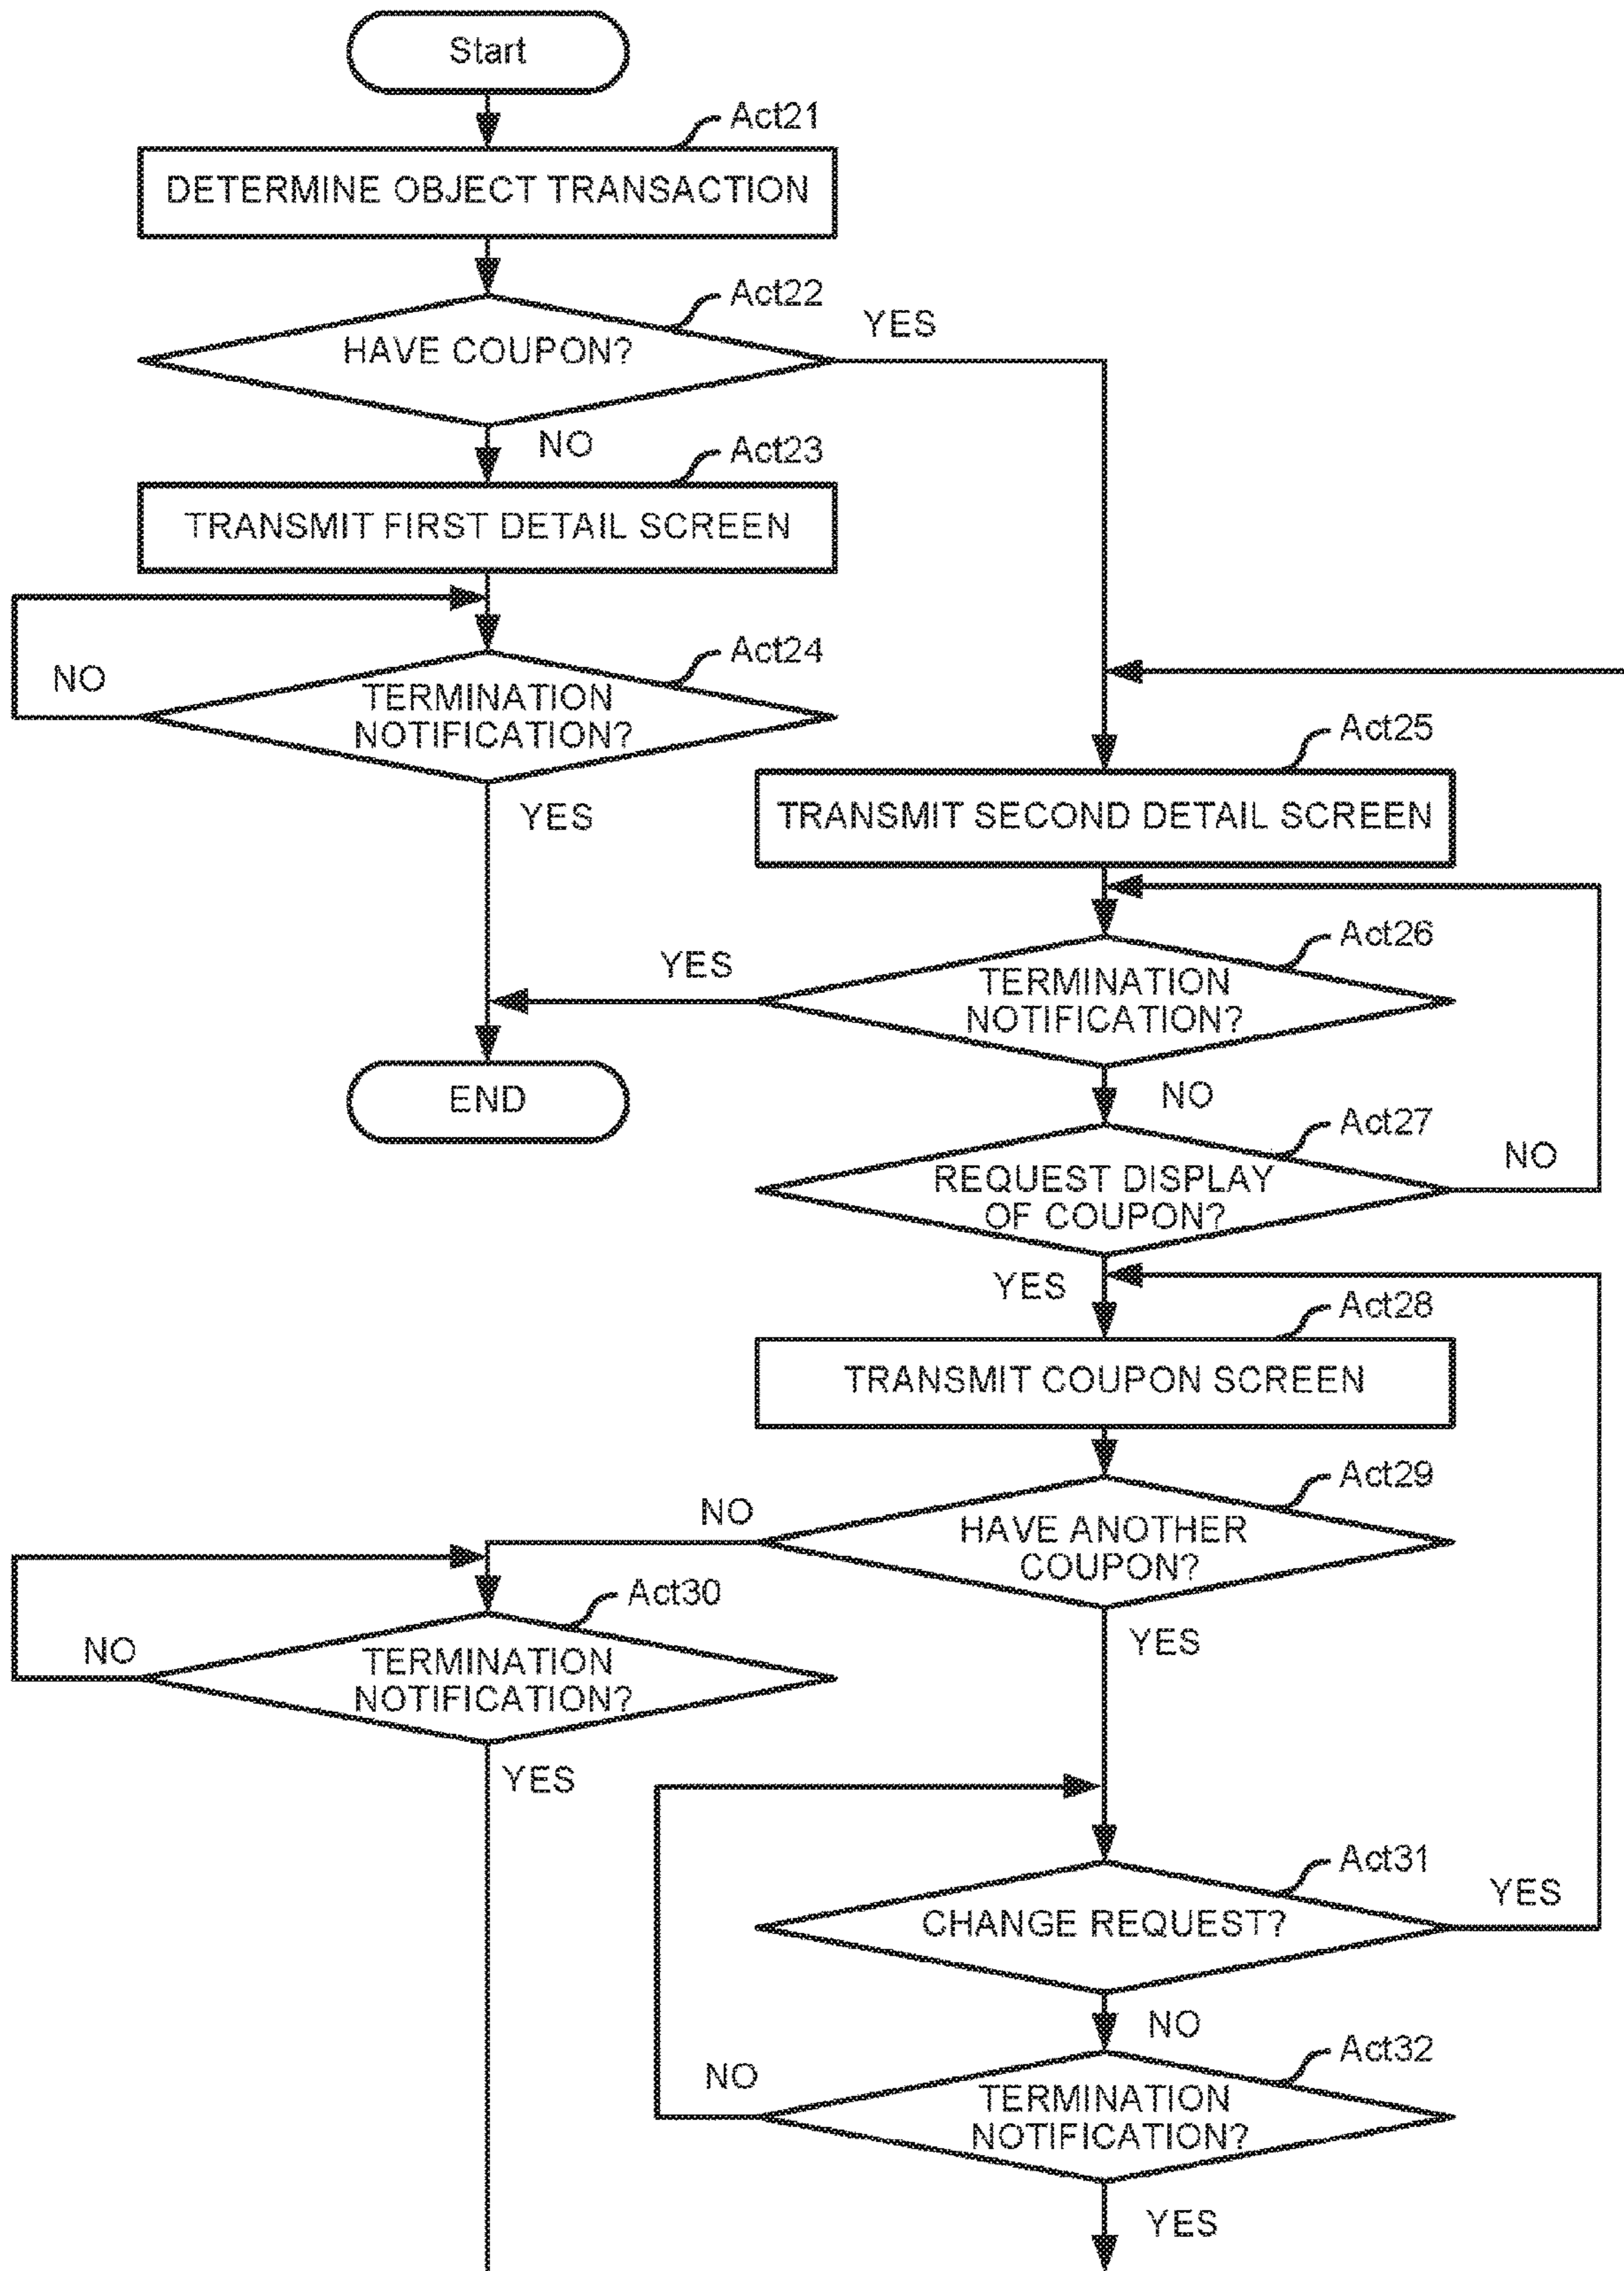 Start
Act21
DETERMINE OBJECT TRANSACTION
Act22
HAVE COUPON?
YES
NO
Act23
TRANSMIT FIRST DETAIL SCREEN
Act24
NO
TERMINATION
NOTIFICATION?
YES
Act25
TRANSMIT SECOND DETAIL SCREEN
Act26
YES
TERMINATION
NOTIFICATION?
END
NO
Act27
NO
REQUEST DISPLAY
OF COUPON?
YES
Act28
TRANSMIT COUPON SCREEN
Act29
NO
HAVE ANOTHER
COUPON?
Act30
YES
NO
TERMINATION
NOTIFICATION?
YES
Act31
YES
CHANGE REQUEST?
NO
Act32
NO
TERMINATION
NOTIFICATION?
YES